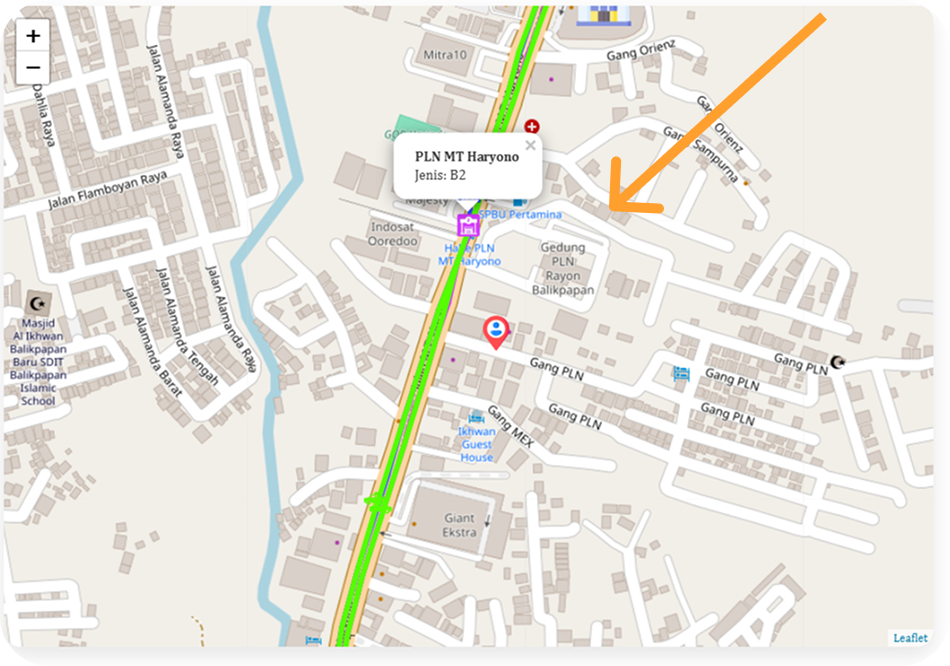 +
−
Mitra10
Gang Orienz
Jalan Alamanda Raya
Dahlia Raya
Gang Orienz
Gang Sampurna
PLN MT Haryono
×
Jenis: B2
Jalan Flamboyan Raya
Majesty
SPBU Pertamina
Indosat
Ooredoo
Halte PLN
MT Haryono
Gedung
PLN
Rayon
Balikpapan
Jalan Alamanda Raya
Jalan Alamanda Tengah
Jalan Alamanda Barat
Masjid
Al Ikhwan
Balikpapan
Baru SDIT
Balikpapan
Islamic
School
Gang PLN
Gang PLN
Gang PLN
Gang PLN
Gang PLN
Gang MEX
Ikhwan
Guest
House
Giant
Ekstra
Leaflet